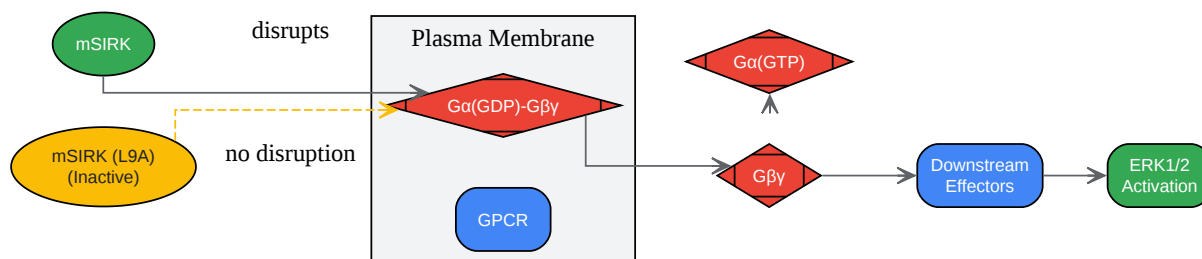 mSIRK
disrupts
Plasma Membrane
Gα(GDP)-Gβγ
Gα(GTP)
mSIRK (L9A)
(Inactive)
no disruption
GPCR
Gβγ
Downstream
Effectors
ERK1/2
Activation